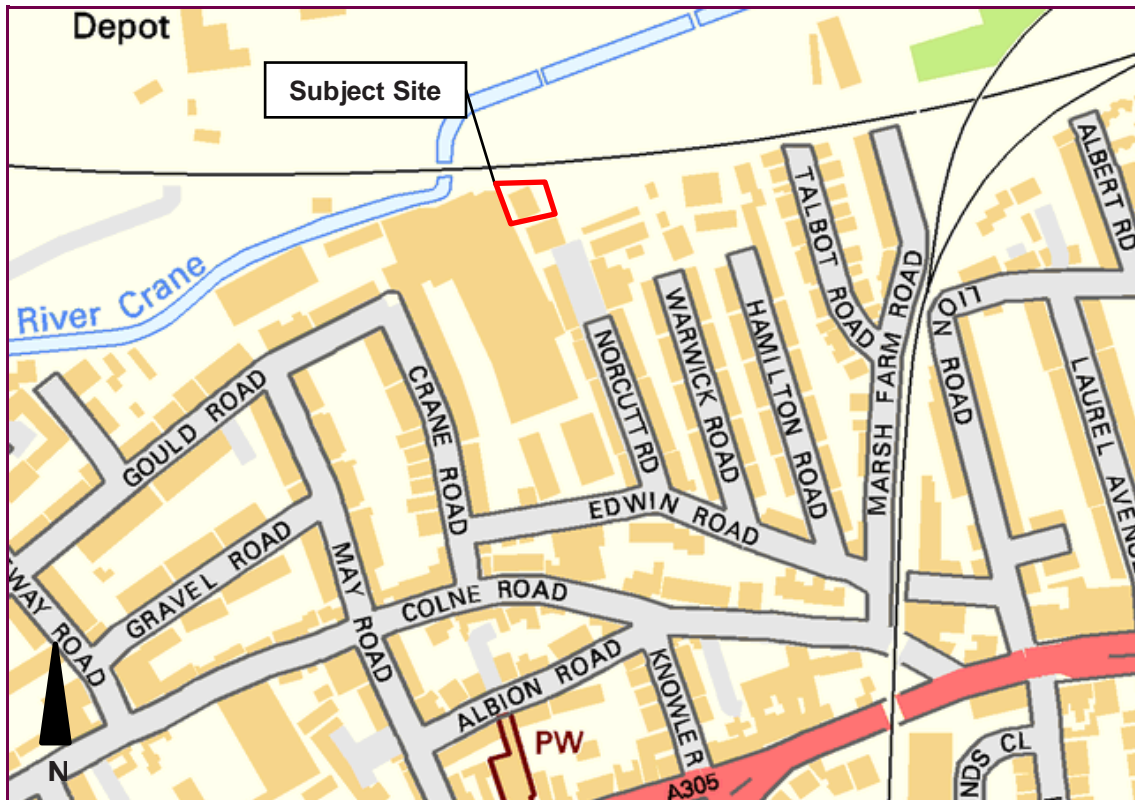 Depot
Subject Site
River Crane
TALBOT ROAD
ALBERT RD
MARSH FARM ROAD
LION ROAD
NORCUTT RD
WARWICK ROAD
HAMILTON ROAD
LAUREL AVENUE
CRANE ROAD
GOULD ROAD
EDWIN ROAD
GRAVEL ROAD
MAY ROAD
COLNE ROAD
WAY ROAD
ALBION ROAD
KNOWLE R
PW
A305
NDS CL
N